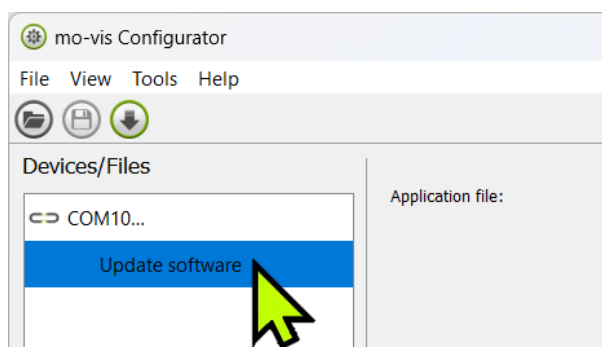 mo-vis Configurator
File View Tools Help
Devices/Files
Application file:
COM10...
Update software